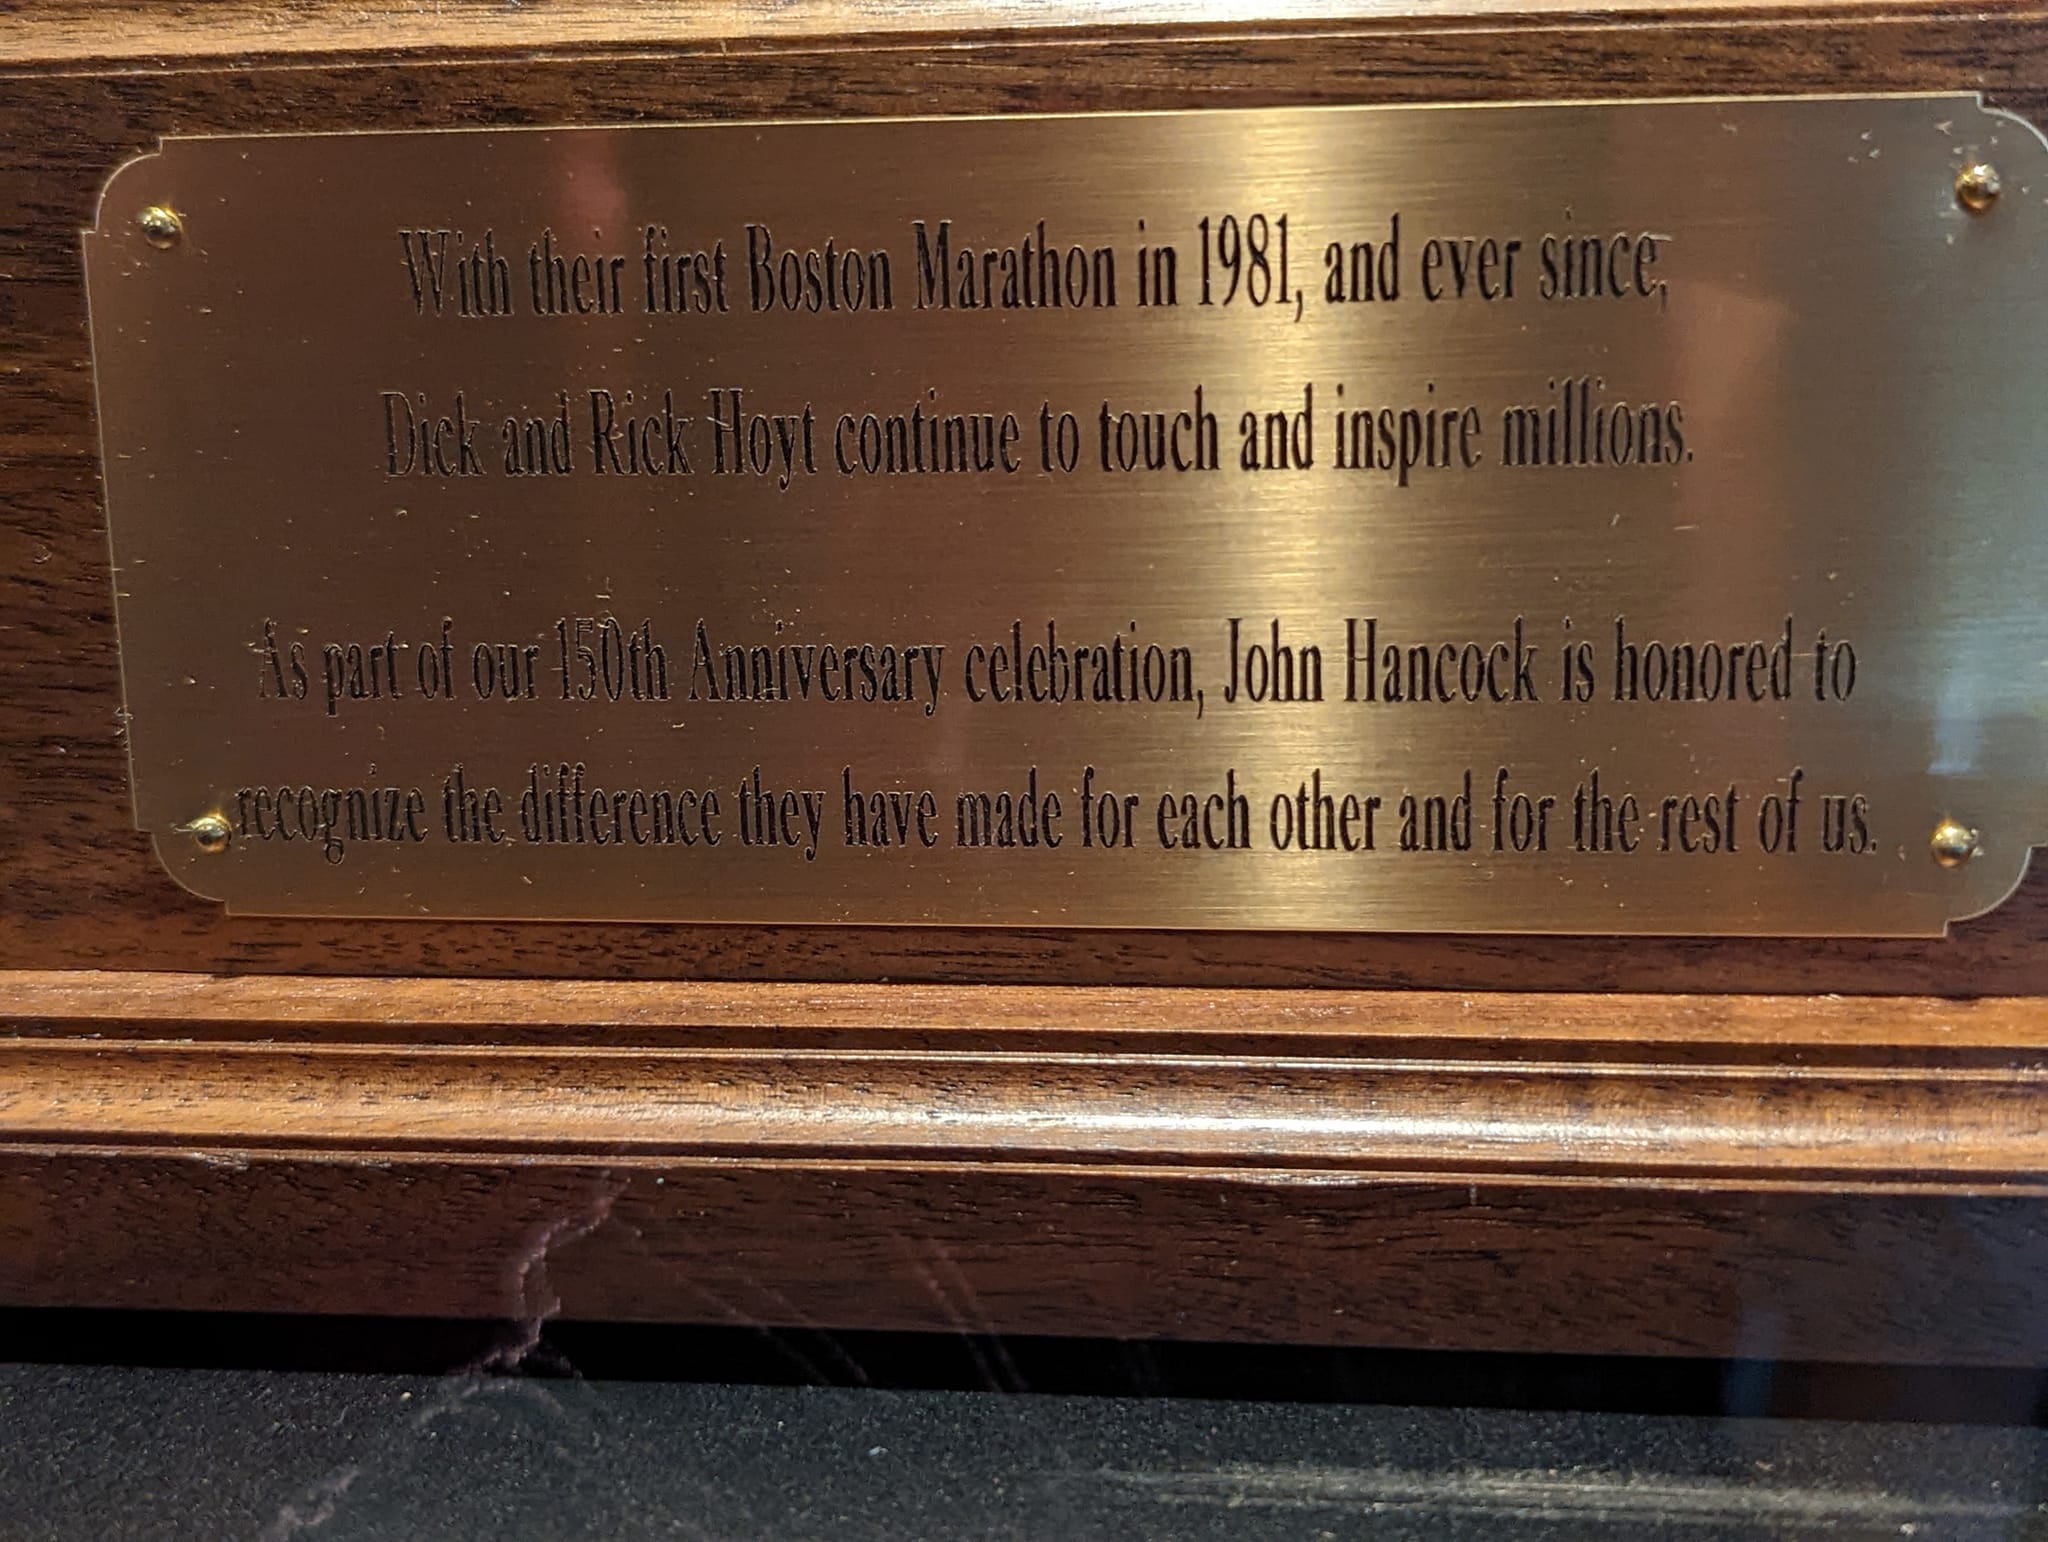 With their first Boston Marathon in 1981, and ever since,
Dick and Rick Hoyt continue to touch and inspire millions.
As part of our 150th Anniversary celebration, John Hancock is honored to
recognize the difference they have made for each other and for the rest of us.